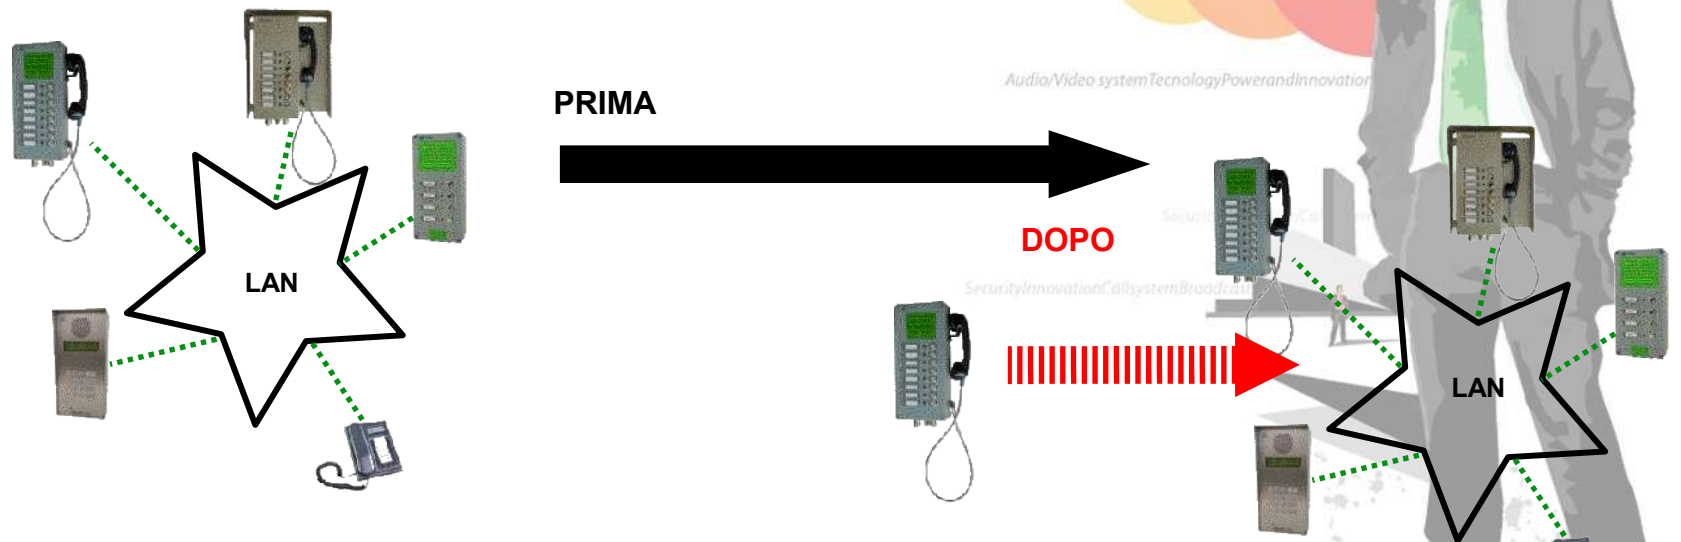 Audio/Video systemTecnologyPowerandInnovation
PRIMA
DOPO
LAN
SecurityInnovationCallsystemBroadcast
LAN